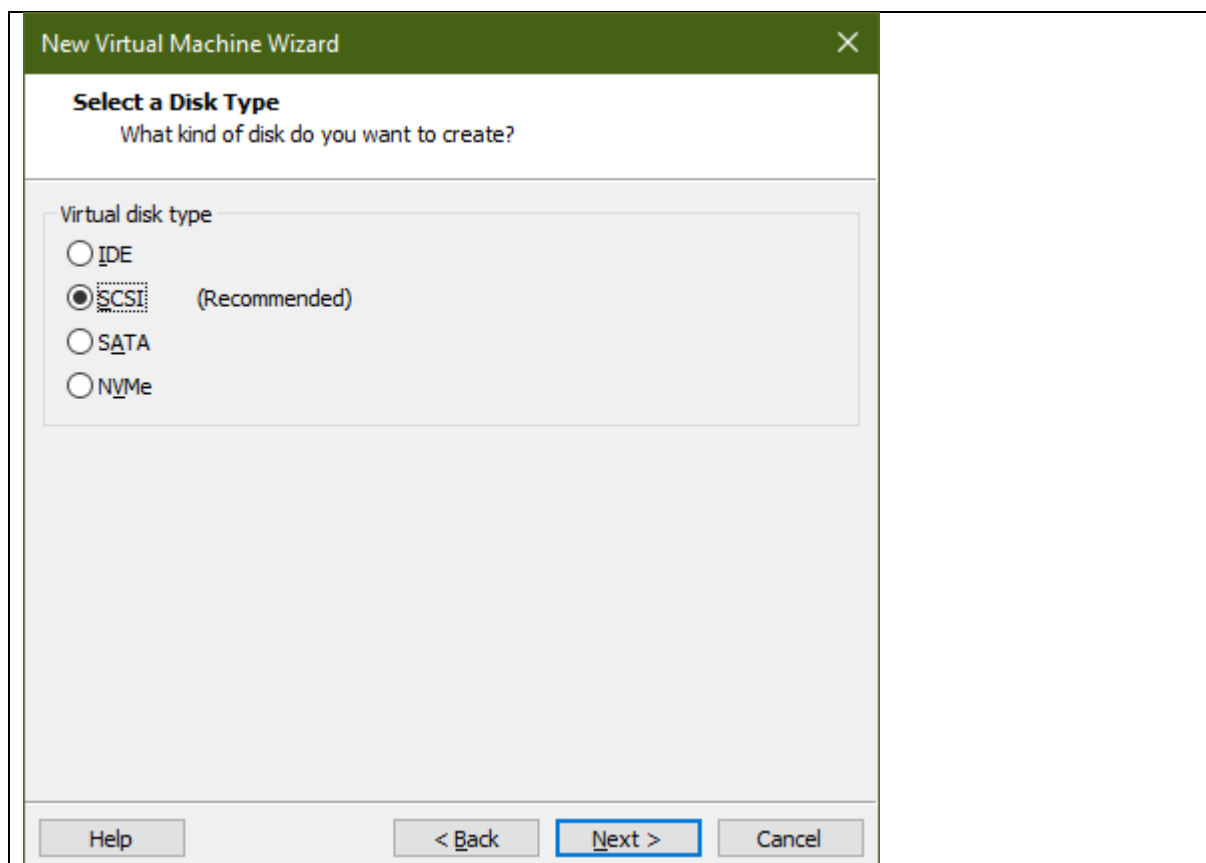 New Virtual Machine Wizard
Select a Disk Type
What kind of disk do you want to create?
Virtual disk type
IDE
SCSI (Recommended)
SATA
NVMe
Help < Back Next > Cancel